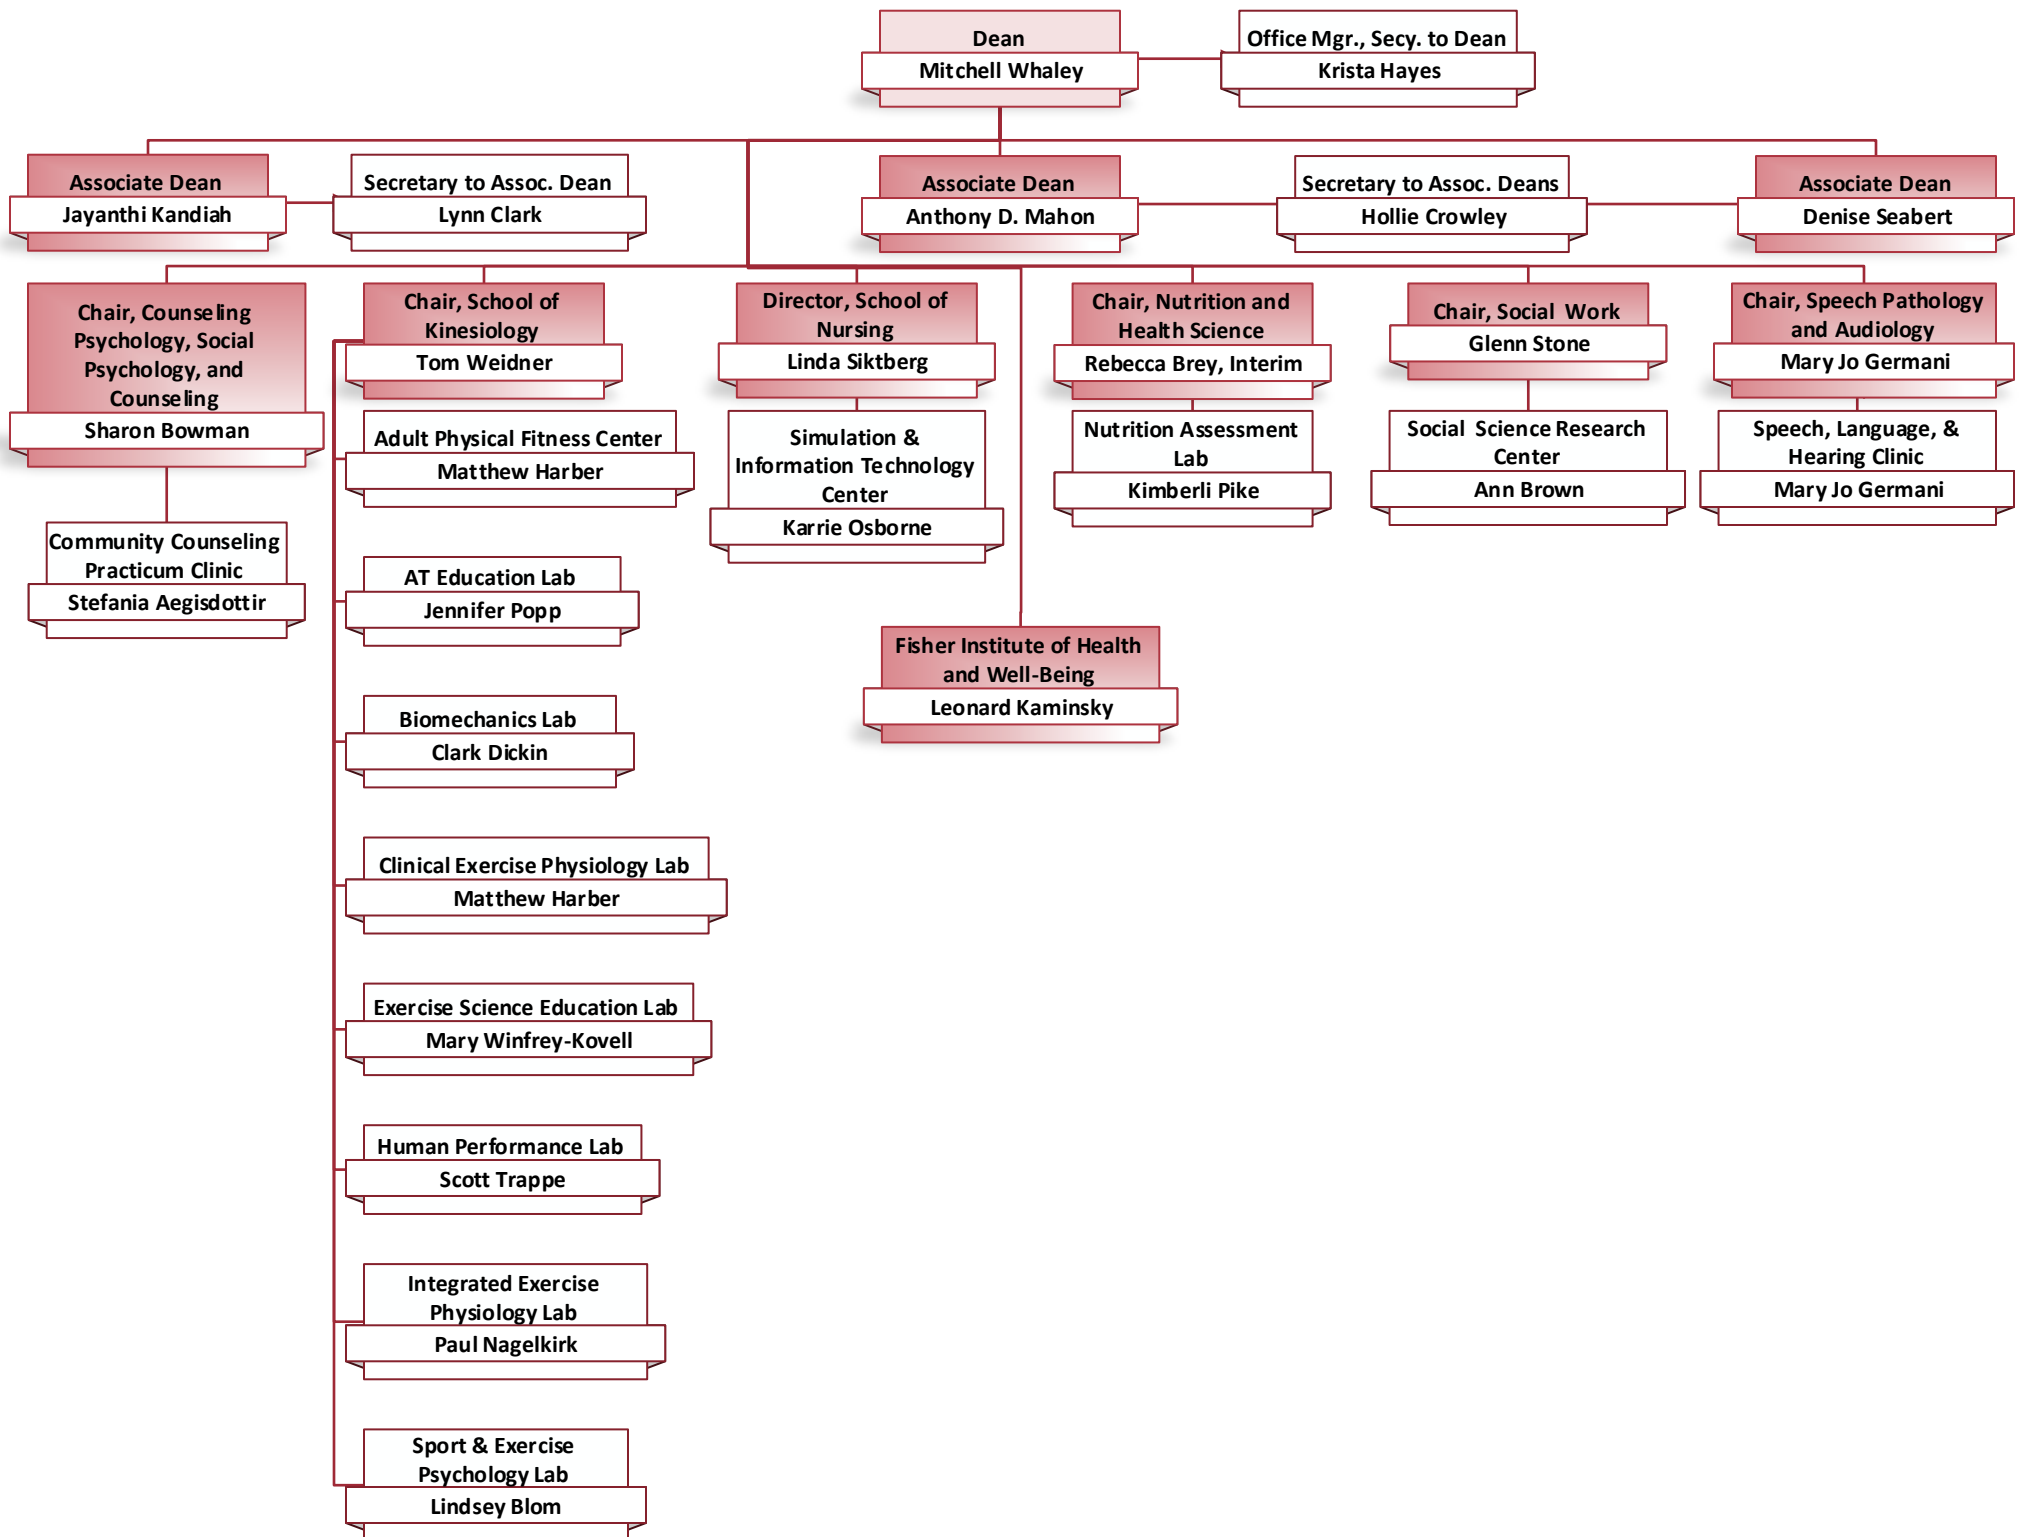 Dean
Mitchell Whaley
Office Mgr., Secy. to Dean
Krista Hayes
Associate Dean
Jayanthi Kandiah
Secretary to Assoc. Dean
Lynn Clark
Associate Dean
Anthony D. Mahon
Secretary to Assoc. Deans
Hollie Crowley
Associate Dean
Denise Seabert
Chair, Counseling
Psychology, Social
Psychology, and
Counseling
Sharon Bowman
Chair, School of
Kinesiology
Tom Weidner
Director, School of
Nursing
Linda Siktberg
Chair, Nutrition and
Health Science
Rebecca Brey, Interim
Chair, Social Work
Glenn Stone
Chair, Speech Pathology
and Audiology
Mary Jo Germani
Community Counseling
Practicum Clinic
Stefania Aegisdottir
Adult Physical Fitness Center
Matthew Harber
Simulation &
Information Technology
Center
Karrie Osborne
Nutrition Assessment
Lab
Kimberli Pike
Social Science Research
Center
Ann Brown
Speech, Language, &
Hearing Clinic
Mary Jo Germani
AT Education Lab
Jennifer Popp
Fisher Institute of Health
and Well-Being
Leonard Kaminsky
Biomechanics Lab
Clark Dickin
Clinical Exercise Physiology Lab
Matthew Harber
Exercise Science Education Lab
Mary Winfrey-Kovell
Human Performance Lab
Scott Trappe
Integrated Exercise
Physiology Lab
Paul Nagelkirk
Sport & Exercise
Psychology Lab
Lindsey Blom